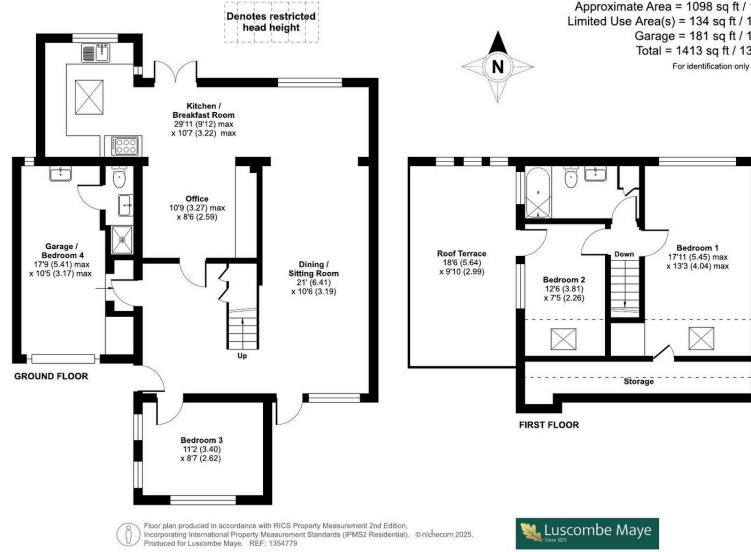 Denotes restricted
head height
Approximate Area = 1098 sq ft /
Limited Use Area(s) = 134 sq ft / 1
Garage = 181 sq ft / 1
Total = 1413 sq ft / 13
For identification only
N
Kitchen /
Breakfast Room
29'11 (9'12) max
x 10'7 (3.22) max
Office
10'9 (3.27) max
x 8'6 (2.59)
Garage /
Bedroom 4
17'9 (5.41) max
x 10'5 (3.17) max
Dining /
Sitting Room
21' (6.41)
x 10'6 (3.19)
Up
GROUND FLOOR
Bedroom 3
11'2 (3.40)
x 8'7 (2.62)
Roof Terrace
18'6 (5.64)
x 9'10 (2.99)
Down
Bedroom 1
17'11 (5.45) max
x 13'3 (4.04) max
Bedroom 2
12'6 (3.81)
x 7'5 (2.26)
Storage
FIRST FLOOR
Floor plan produced in accordance with RICS Property Measurement 2nd Edition,
Incorporating International Property Measurement Standards (IPMS2 Residential). © nichecom 2025.
Produced for Luscombe Maye. REF: 1354779
Luscombe Maye
Since 1873